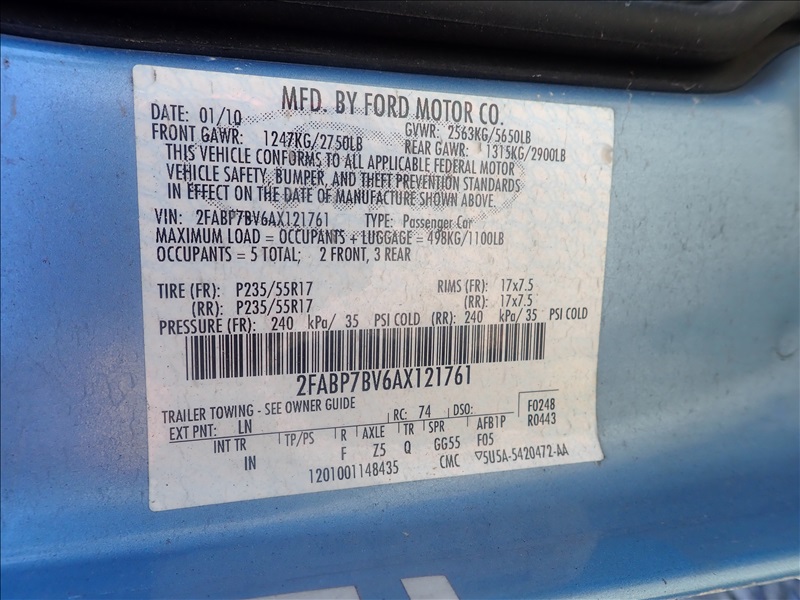 MFD. BY FORD MOTOR CO.
DATE: 01/10 GVWR: 2563KG/5650LB
FRONT GAWR: 1247KG/2750LB REAR GAWR: 1315KG/2900LB
THIS VEHICLE CONFORMS TO ALL APPLICABLE FEDERAL MOTOR
VEHICLE SAFETY, BUMPER, AND THEFT PREVENTION STANDARDS
IN EFFECT ON THE DATE OF MANUFACTURE SHOWN ABOVE.
VIN: 2FABP7BV6AX121761 TYPE: Passenger Car
MAXIMUM LOAD = OCCUPANTS + LUGGAGE = 498KG/1100LB
OCCUPANTS = 5 TOTAL; 2 FRONT, 3 REAR
TIRE (FR): P235/55R17 RIMS (FR): 17x7.5
(RR): P235/55R17 (RR): 17x7.5
PRESSURE (FR): 240 kPa/ 35 PSI COLD (RR): 240 kPa/ 35 PSI COLD
2FABP7BV6AX121761
TRAILER TOWING - SEE OWNER GUIDE
EXT PNT: LN RC: 74 DSO: F0248
R0443
INT TR TP/PS R AXLE TR SPR AFB1P
IN F Z5 Q GG55 F05
1201001148435 CMC ▽5U5A-5420472-AA